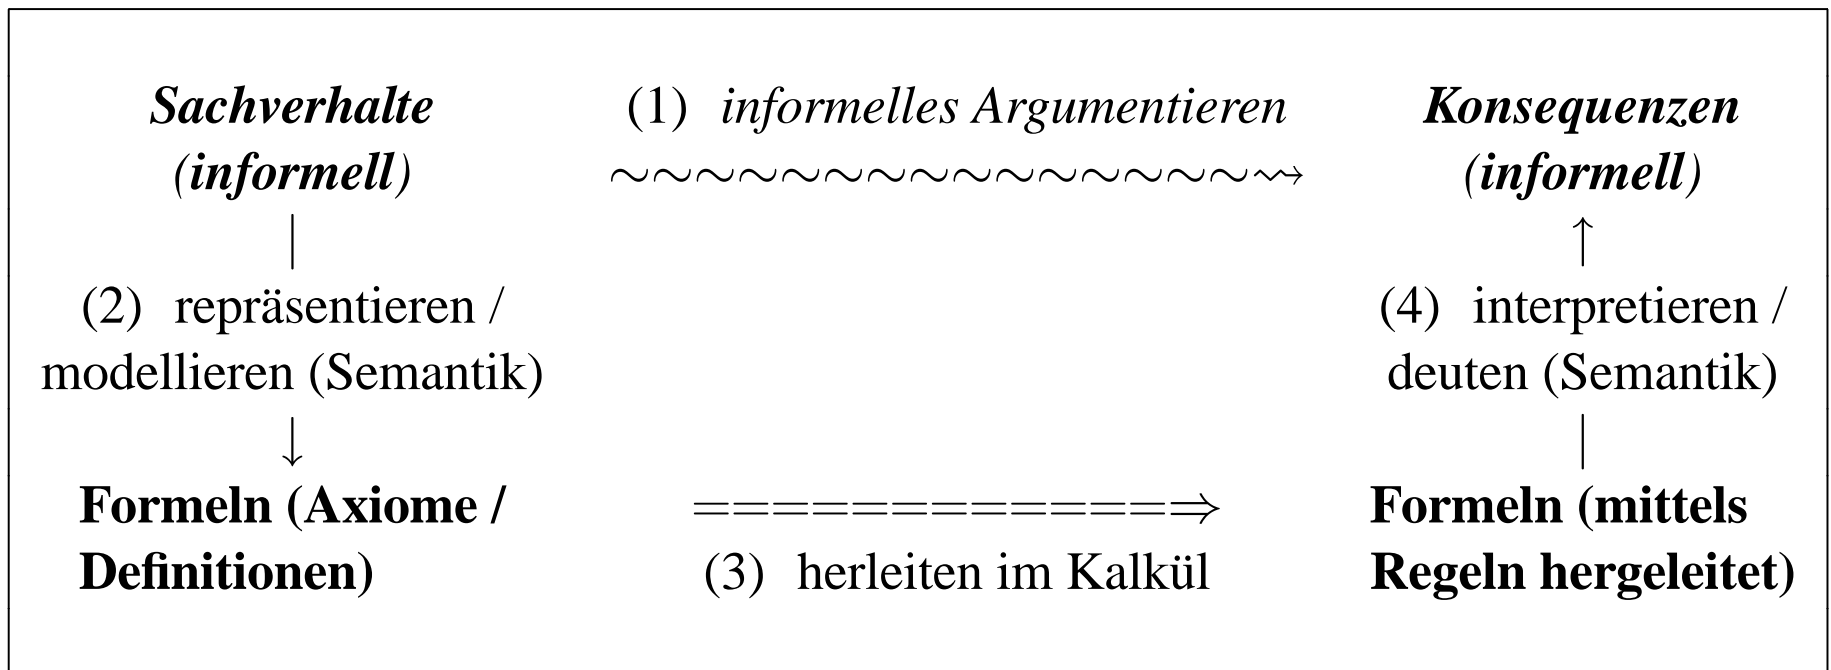 Sachverhalte (1) informelles Argumentieren Konsequenzen
(informell) ~~~~~~~~~~~~~~~⇝ (informell)
(2) repräsentieren / (4) interpretieren /
modellieren (Semantik) deuten (Semantik)
Formeln (Axiome / ============⇒ Formeln (mittels
Definitionen) (3) herleiten im Kalkül Regeln hergeleitet)